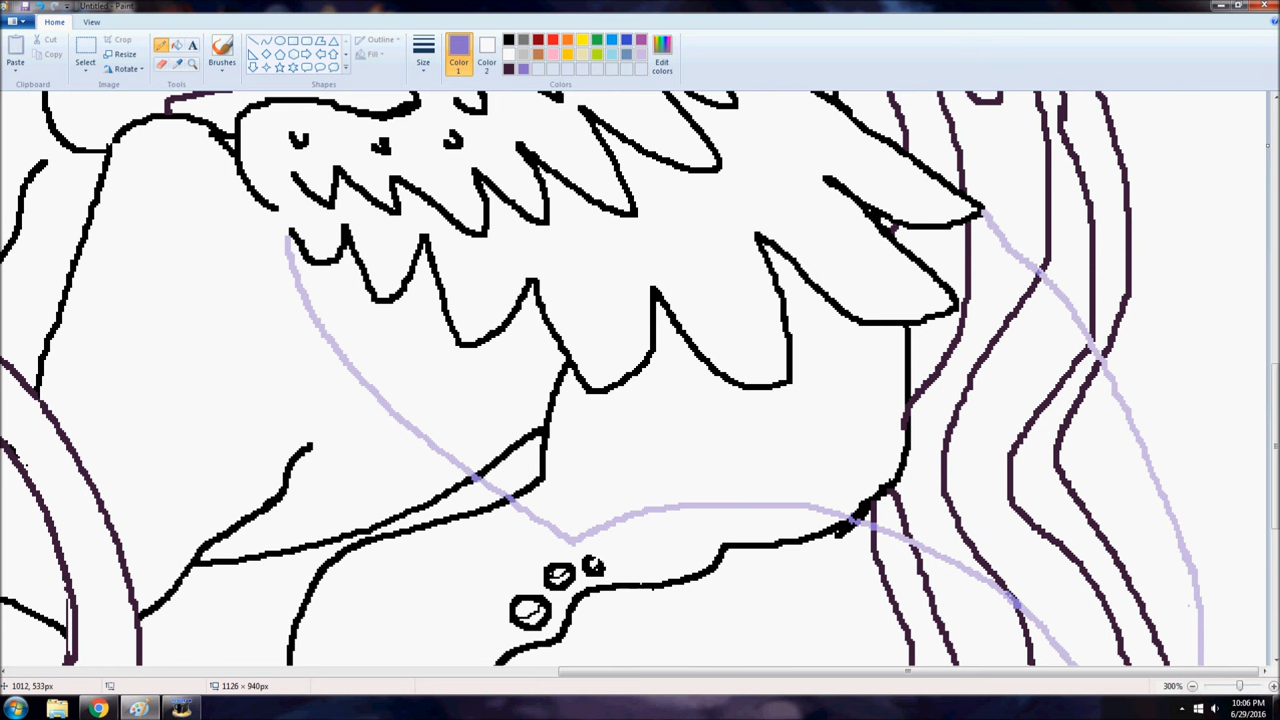 Untitled - Paint
Home View
Paste
Cut
Copy
Clipboard
Select
Crop
Resize
Rotate
Image
A
Tools
Brushes
Shapes
Outline
Fill
Size
Color 1
Color 2
Edit colors
Colors
1012, 533px
1126 × 940px
300%
10:06 PM
6/29/2016